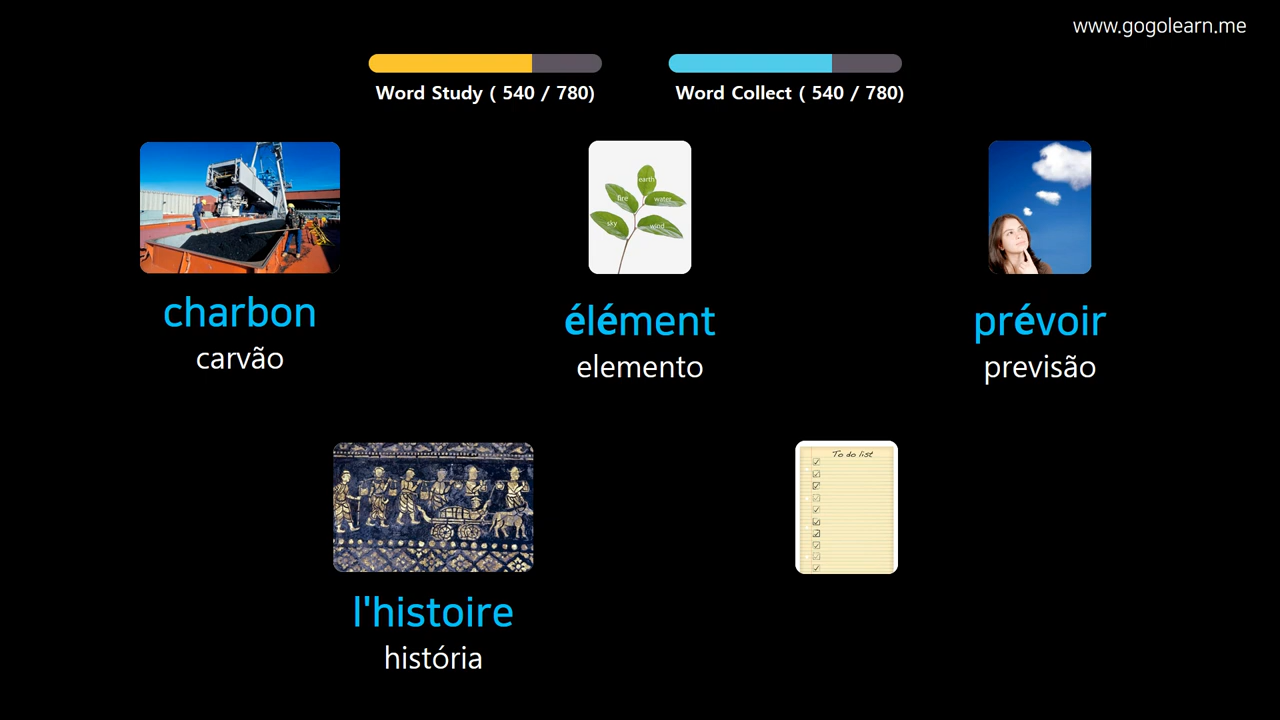 www.gogolearn.me
Word Study ( 540 / 780)
Word Collect ( 540 / 780)
earth
fire
water
sky
wind
charbon
carvão
élément
elemento
prévoir
previsão
To do list
l'histoire
história